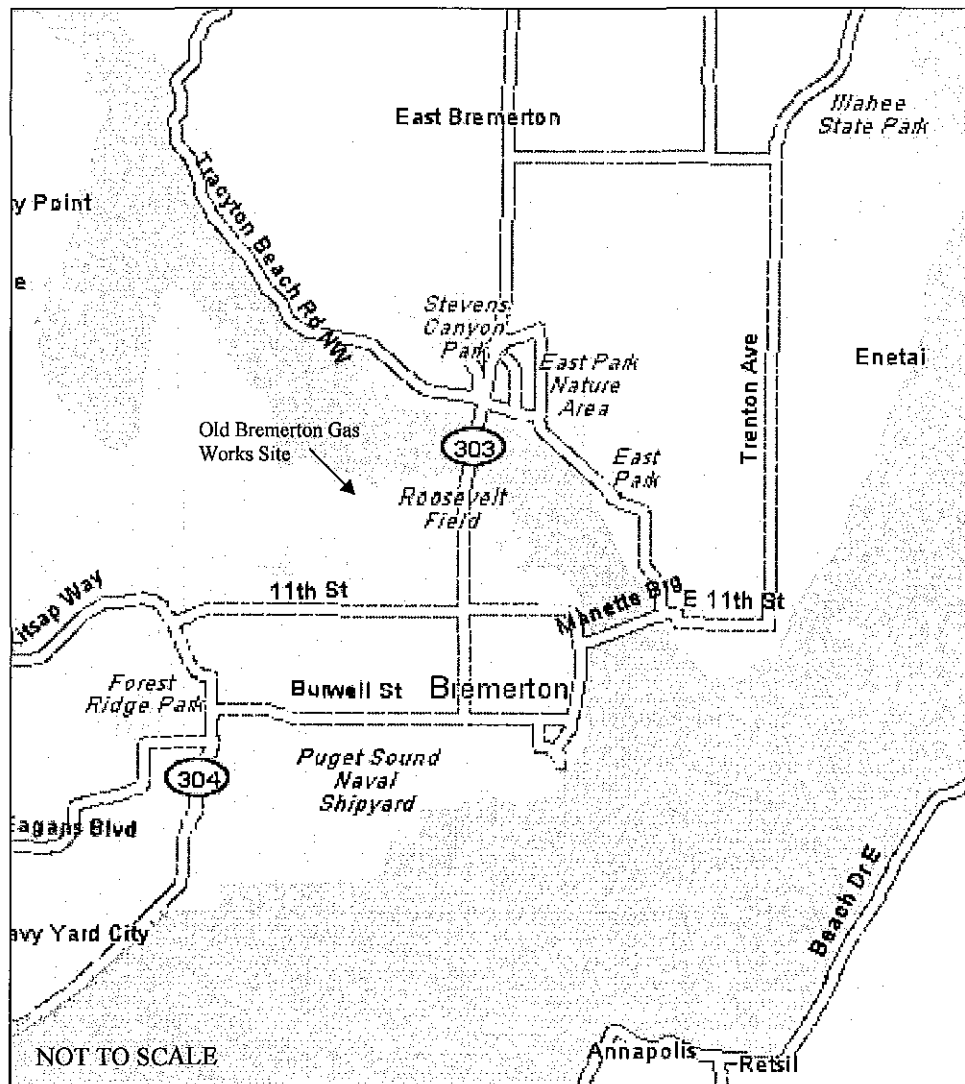 East Bremerton
Illahee
State Park
Tracyton Beach Rd NW
y Point
e
Stevens
Canyon
Park
East Park
Nature
Area
Enetai
Trenton Ave
Old Bremerton Gas
Works Site
303
East
Park
Roosevelt
Field
Kitsap Way
11th St
Manette Brg
E 11th St
Forest
Ridge Park
Burwell St
Bremerton
Puget Sound
Naval
Shipyard
304
Eagans Blvd
Beach Dr E
avy Yard City
NOT TO SCALE
Annapolis
Retsil